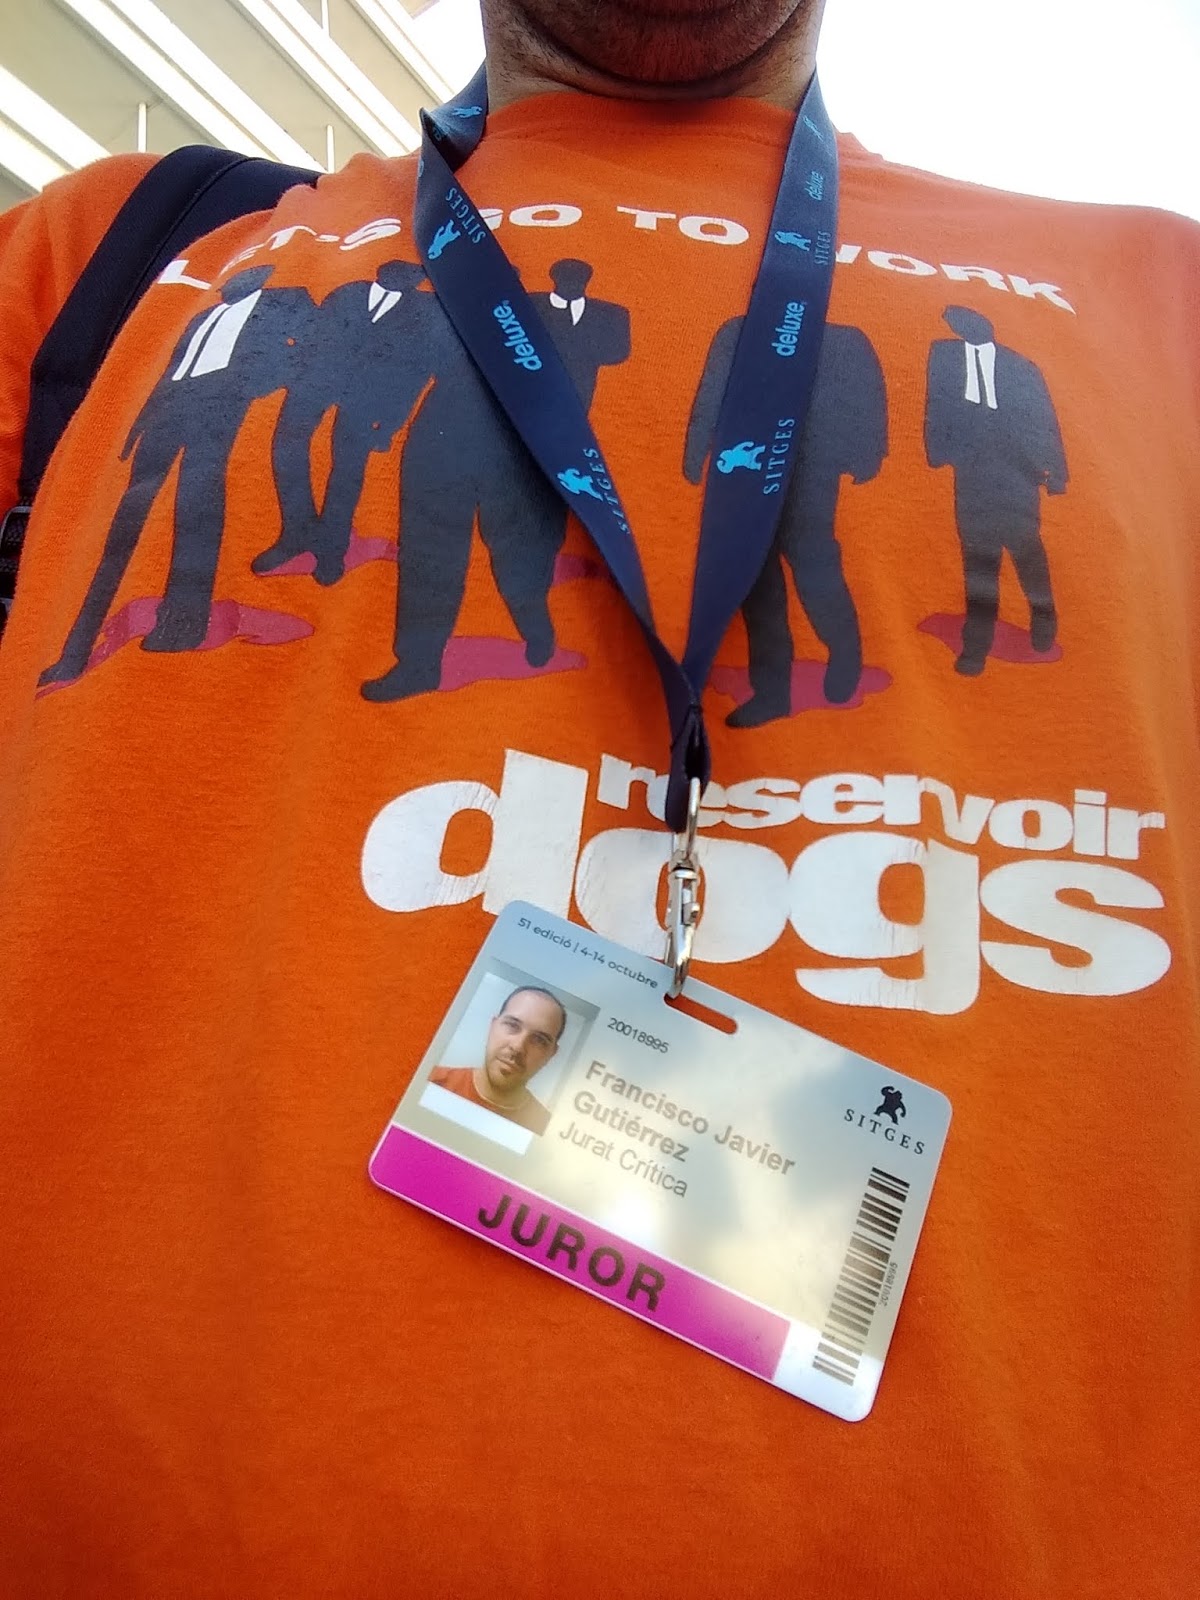 LET'S GO TO WORK
SITGES
deluxe.
SITGES
deluxe
SITGES
deluxe.
SITGES
reservoir
dogs
51 edició | 4-14 octubre
20018995
Francisco Javier
Gutiérrez
Jurat Crítica
SITGES
JUROR
20018995